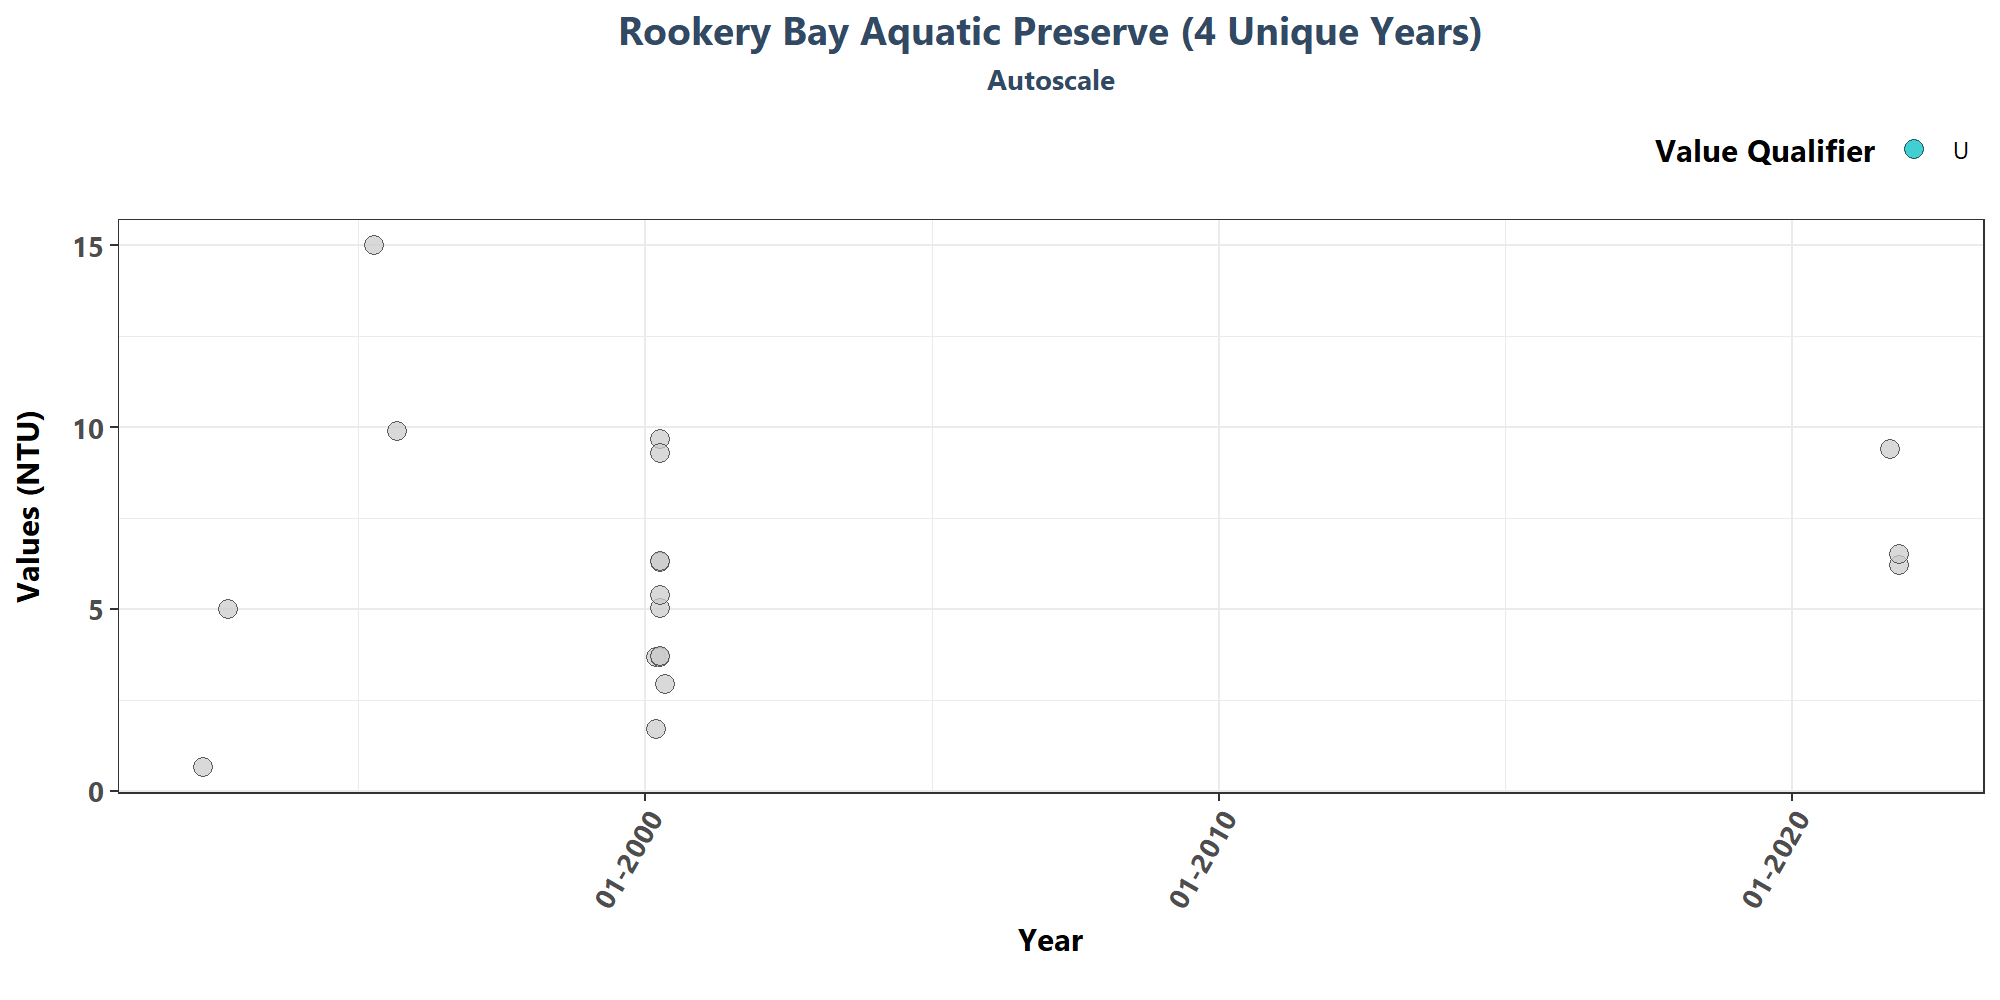 Rookery Bay Aquatic Preserve (4 Unique Years)
Autoscale
Value Qualifier U
Values (NTU)
15
10
5
0
01-2000 01-2010 01-2020
Year